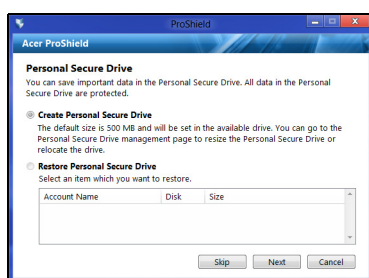 ProShield
Acer ProShield
Personal Secure Drive
You can save important data in the Personal Secure Drive. All data in the Personal
Secure Drive are protected.
Create Personal Secure Drive
The default size is 500 MB and will be set in the available drive. You can go to the
Personal Secure Drive management page to resize the Personal Secure Drive or
relocate the drive.
Restore Personal Secure Drive
Select an item which you want to restore.
Account Name Disk Size
Skip Next Cancel